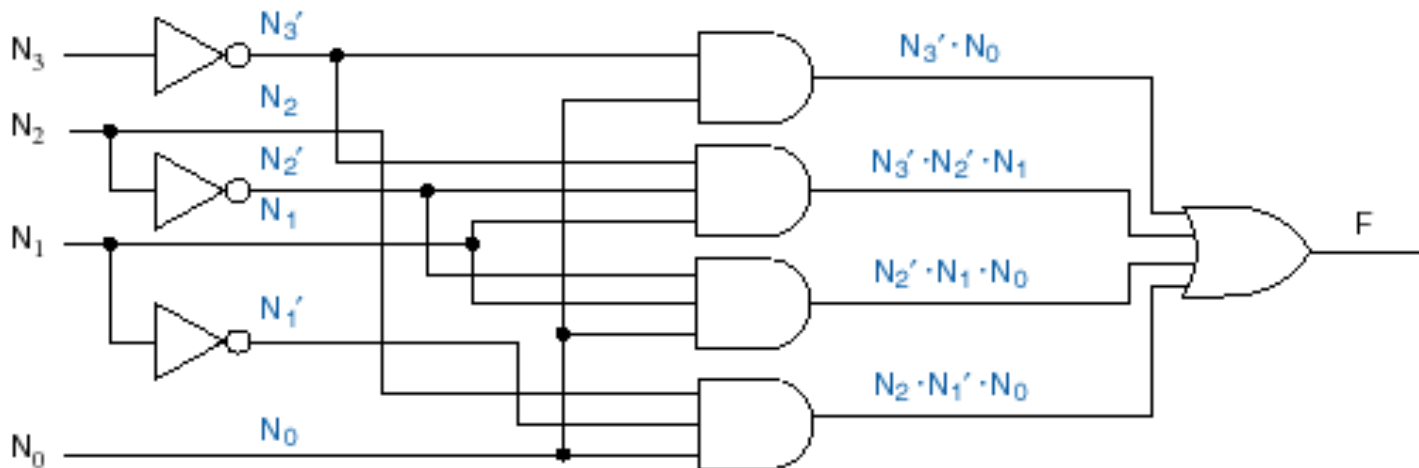 N₃
N₃′
N₃′ · N₀
N₂
N₂
N₂′
N₃′ · N₂′ · N₁
N₁
N₁
F
N₁′
N₂′ · N₁ · N₀
N₂ · N₁′ · N₀
N₀
N₀